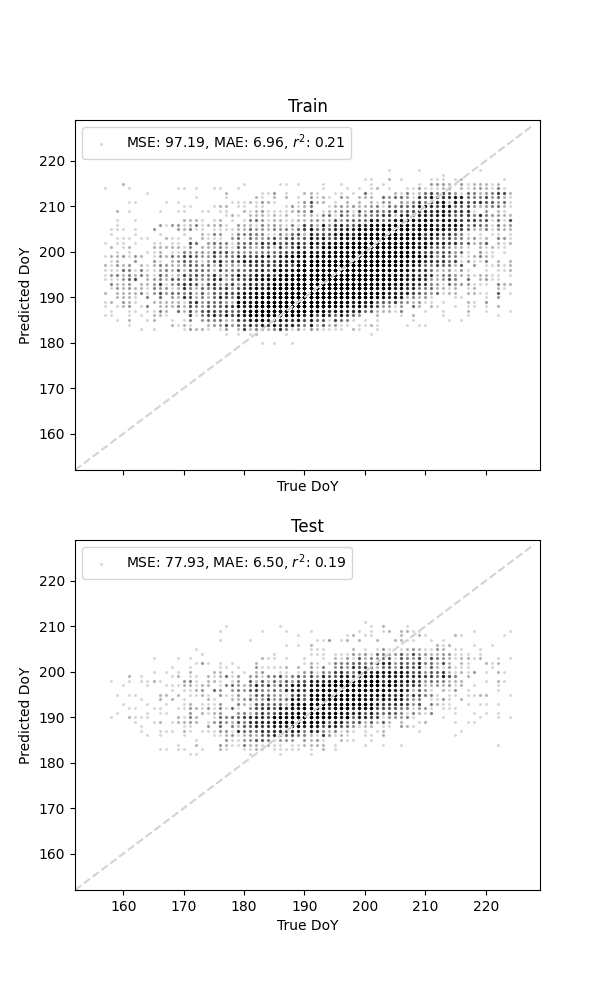 Train
MSE: 97.19, MAE: 6.96, r²: 0.21
220
210
200
190
180
170
160
Predicted DoY
True DoY
Test
MSE: 77.93, MAE: 6.50, r²: 0.19
220
210
200
190
180
170
160
Predicted DoY
160 170 180 190 200 210 220
True DoY